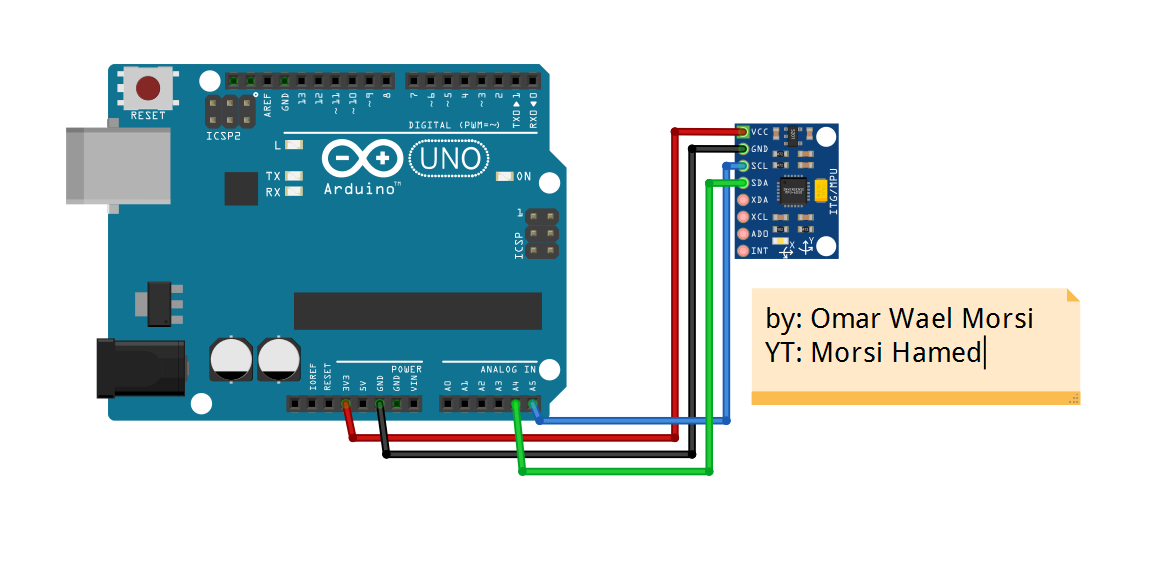 RESET
ICSP2
AREF
GND
13
12
~11
~10
~9
8
7
~6
~5
4
~3
2
TXD▶1
RXD◀0
DIGITAL (PWM=~)
L
TX
RX
Arduino™
UNO
ON
1
ICSP
POWER
ANALOG IN
IOREF
RESET
3V3
5V
GND
GND
VIN
A0
A1
A2
A3
A4
A5
VCC
GND
SCL
SDA
XDA
XCL
ADO
INT
ITG/MPU
X
Y
by: Omar Wael Morsi
YT: Morsi Hamed